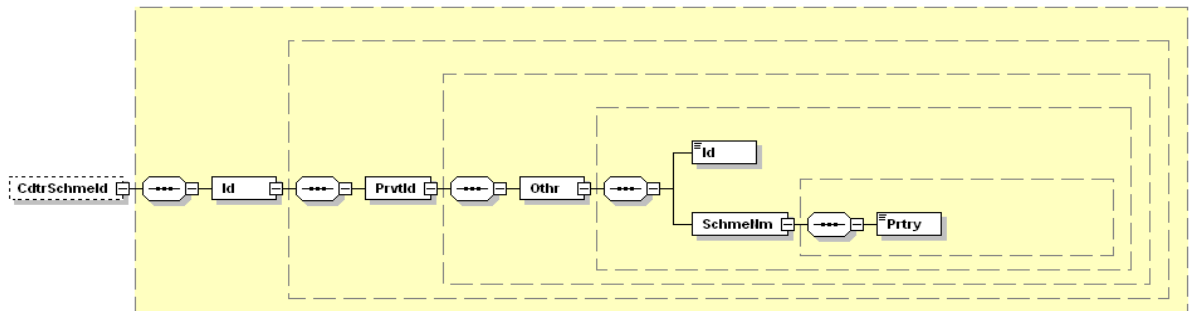 Id
CdtrSchmeId
Id
PrvtId
Othr
SchmeNm
Prtry